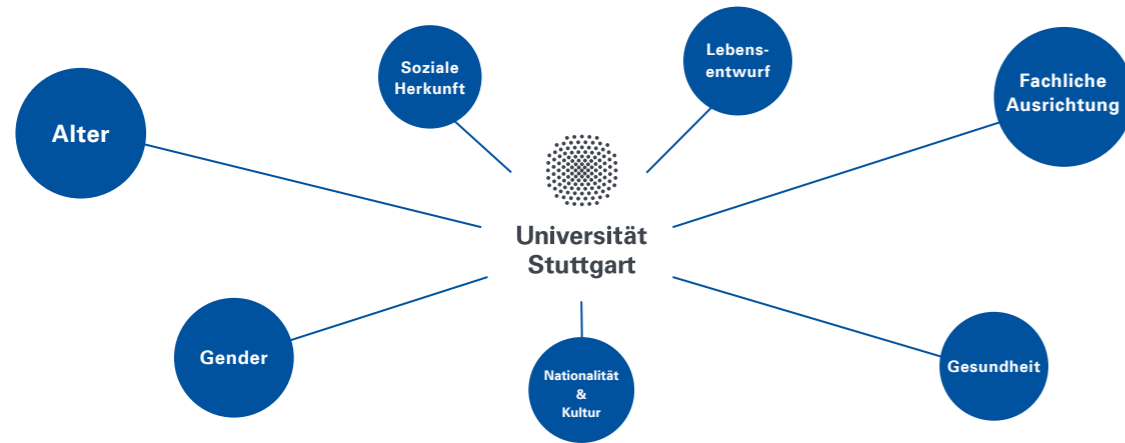 Lebens-
entwurf
Soziale
Herkunft
Fachliche
Ausrichtung
Alter
Universität
Stuttgart
Gender
Gesundheit
Nationalität
&
Kultur